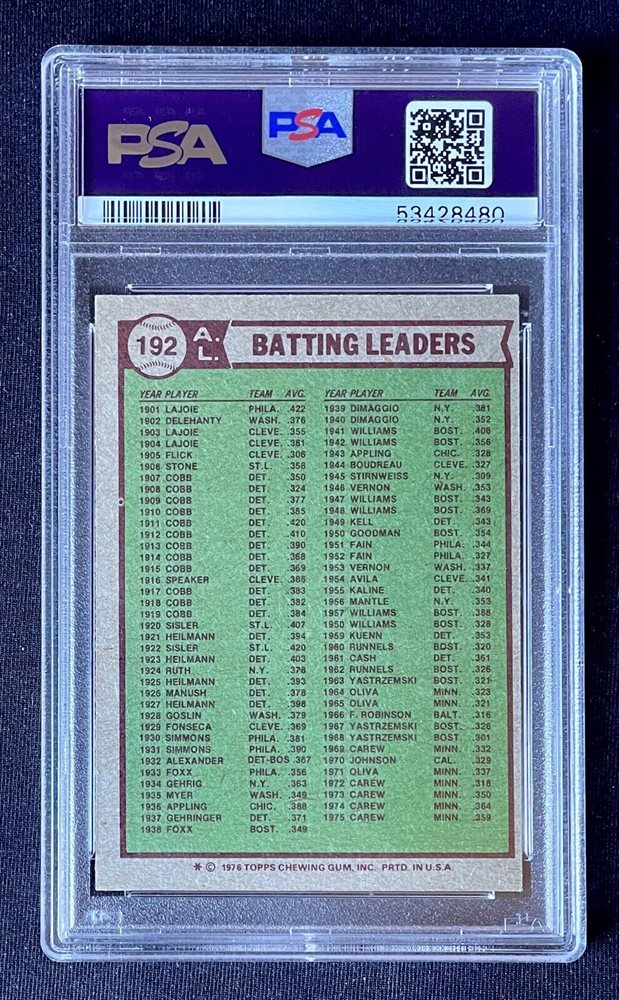 PSA
PSA
53428480
192
A.
L.
BATTING LEADERS
YEAR PLAYER TEAM AVG.
1901 LAJOIE PHILA. .422
1902 DELEHANTY WASH. .376
1903 LAJOIE CLEVE. .355
1904 LAJOIE CLEVE. .381
1905 FLICK CLEVE. .306
1906 STONE ST.L. .358
1907 COBB DET. .350
1908 COBB DET. .324
1909 COBB DET. .377
1910 COBB DET. .385
1911 COBB DET. .420
1912 COBB DET. .410
1913 COBB DET. .390
1914 COBB DET. .368
1915 COBB DET. .369
1916 SPEAKER CLEVE. .386
1917 COBB DET. .383
1918 COBB DET. .382
1919 COBB DET. .384
1920 SISLER ST.L. .407
1921 HEILMANN DET. .394
1922 SISLER ST.L. .420
1923 HEILMANN DET. .403
1924 RUTH N.Y. .378
1925 HEILMANN DET. .393
1926 MANUSH DET. .378
1927 HEILMANN DET. .398
1928 GOSLIN WASH. .379
1929 FONSECA CLEVE. .369
1930 SIMMONS PHILA. .381
1931 SIMMONS PHILA. .390
1932 ALEXANDER DET-BOS .367
1933 FOXX PHILA. .356
1934 GEHRIG N.Y. .363
1935 MYER WASH. .349
1936 APPLING CHIC. .388
1937 GEHRINGER DET. .371
1938 FOXX BOST. .349
YEAR PLAYER TEAM AVG.
1939 DIMAGGIO N.Y. .381
1940 DIMAGGIO N.Y. .352
1941 WILLIAMS BOST. .406
1942 WILLIAMS BOST. .356
1943 APPLING CHIC. .328
1944 BOUDREAU CLEVE. .327
1945 STIRNWEISS N.Y. .309
1946 VERNON WASH. .353
1947 WILLIAMS BOST. .343
1948 WILLIAMS BOST. .369
1949 KELL DET. .343
1950 GOODMAN BOST. .354
1951 FAIN PHILA. .344
1952 FAIN PHILA. .327
1953 VERNON WASH. .337
1954 AVILA CLEVE. .341
1955 KALINE DET. .340
1956 MANTLE N.Y. .353
1957 WILLIAMS BOST. .388
1950 WILLIAMS BOST. .328
1959 KUENN DET. .353
1960 RUNNELS BOST. .320
1961 CASH DET. .361
1962 RUNNELS BOST. .326
1963 YASTRZEMSKI BOST. .321
1964 OLIVA MINN. .323
1965 OLIVA MINN. .321
1966 F. ROBINSON BALT. .316
1967 YASTRZEMSKI BOST. .326
1968 YASTRZEMSKI BOST. .301
1969 CAREW MINN. .332
1970 JOHNSON CAL. .329
1971 OLIVA MINN. .337
1972 CAREW MINN. .318
1973 CAREW MINN. .350
1974 CAREW MINN. .364
1975 CAREW MINN. .359
* © 1976 TOPPS CHEWING GUM, INC. PRTD. IN U.S.A.